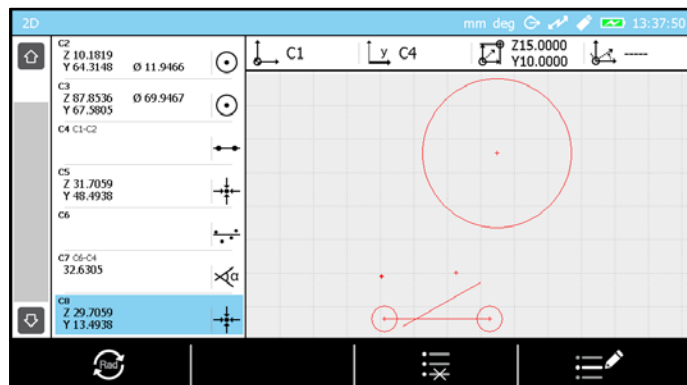 2D
mm deg 13:37:50
C2
Z 10.1819
Y 64.3148 Ø 11.9466
C3
Z 87.8536 Ø 69.9467
Y 67.5805
C4 C1-C2
C5
Z 31.7059
Y 48.4938
C6
C7 C6-C4
32.6305
α
C8
Z 29.7059
Y 13.4938
C1
y C4
Z15.0000
Y10.0000
-----
Rad